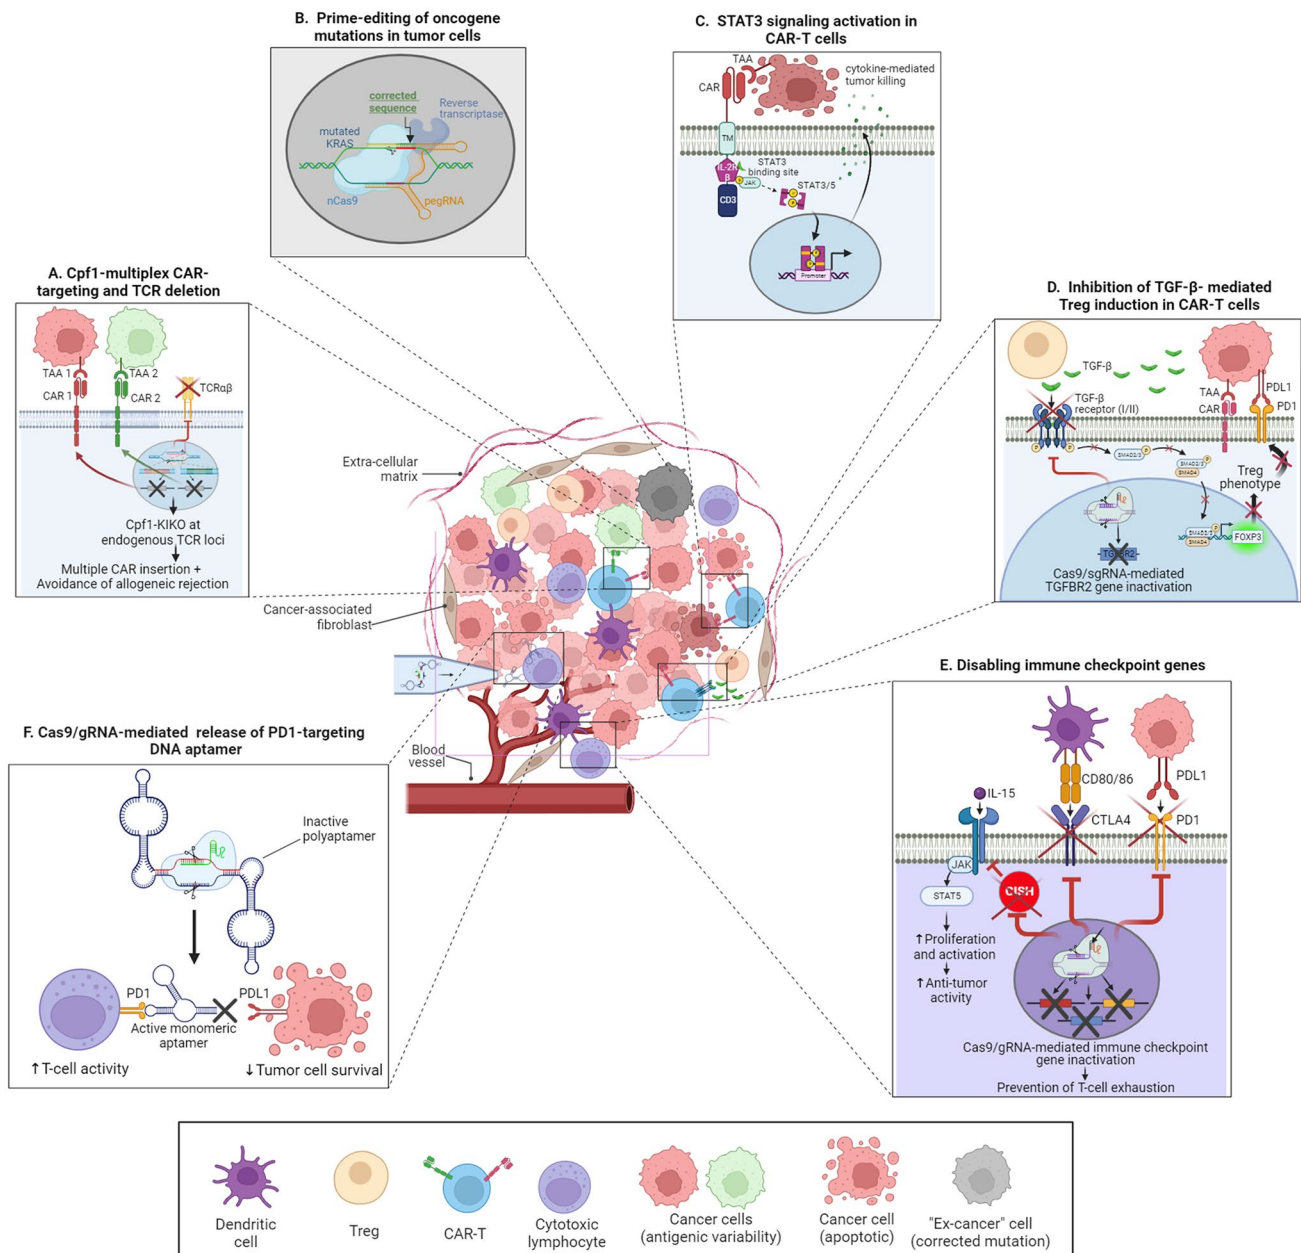 B. Prime-editing of oncogene
mutations in tumor cells
corrected
sequence
Reverse
transcriptase
mutated
KRAS
nCas9
pegRNA
C. STAT3 signaling activation in
CAR-T cells
TAA
CAR
cytokine-mediated
tumor killing
TM
IL-2R
β
STAT3
binding site
P
JAK
STAT3/5
P
P
CD3
P
P
Promoter
A. Cpf1-multiplex CAR-
targeting and TCR deletion
TAA 1
TAA 2
TCRαβ
CAR 1
CAR 2
Cpf1-KIKO at
endogenous TCR loci
Multiple CAR insertion +
Avoidance of allogeneic rejection
D. Inhibition of TGF-β- mediated
Treg induction in CAR-T cells
TGF-β
PDL1
TAA
TGF-β
receptor (I/II)
CAR
PD1
P
P
P
SMAD2/3
P
SMAD2/3
SMAD4
Treg
phenotype
P
SMAD2/3
SMAD4
FOXP3
TGFBR2
Cas9/sgRNA-mediated
TGFBR2 gene inactivation
Extra-cellular
matrix
Cancer-associated
fibroblast
Blood
vessel
E. Disabling immune checkpoint genes
CD80/86
PDL1
IL-15
CTLA4
PD1
JAK
CISH
STAT5
↑Proliferation
and activation
↑Anti-tumor
activity
Cas9/gRNA-mediated immune checkpoint
gene inactivation
Prevention of T-cell exhaustion
F. Cas9/gRNA-mediated release of PD1-targeting
DNA aptamer
Inactive
polyaptamer
PD1
PDL1
Active monomeric
aptamer
↑T-cell activity
↓Tumor cell survival
Dendritic
cell
Treg
CAR-T
Cytotoxic
lymphocyte
Cancer cells
(antigenic variability)
Cancer cell
(apoptotic)
"Ex-cancer" cell
(corrected mutation)